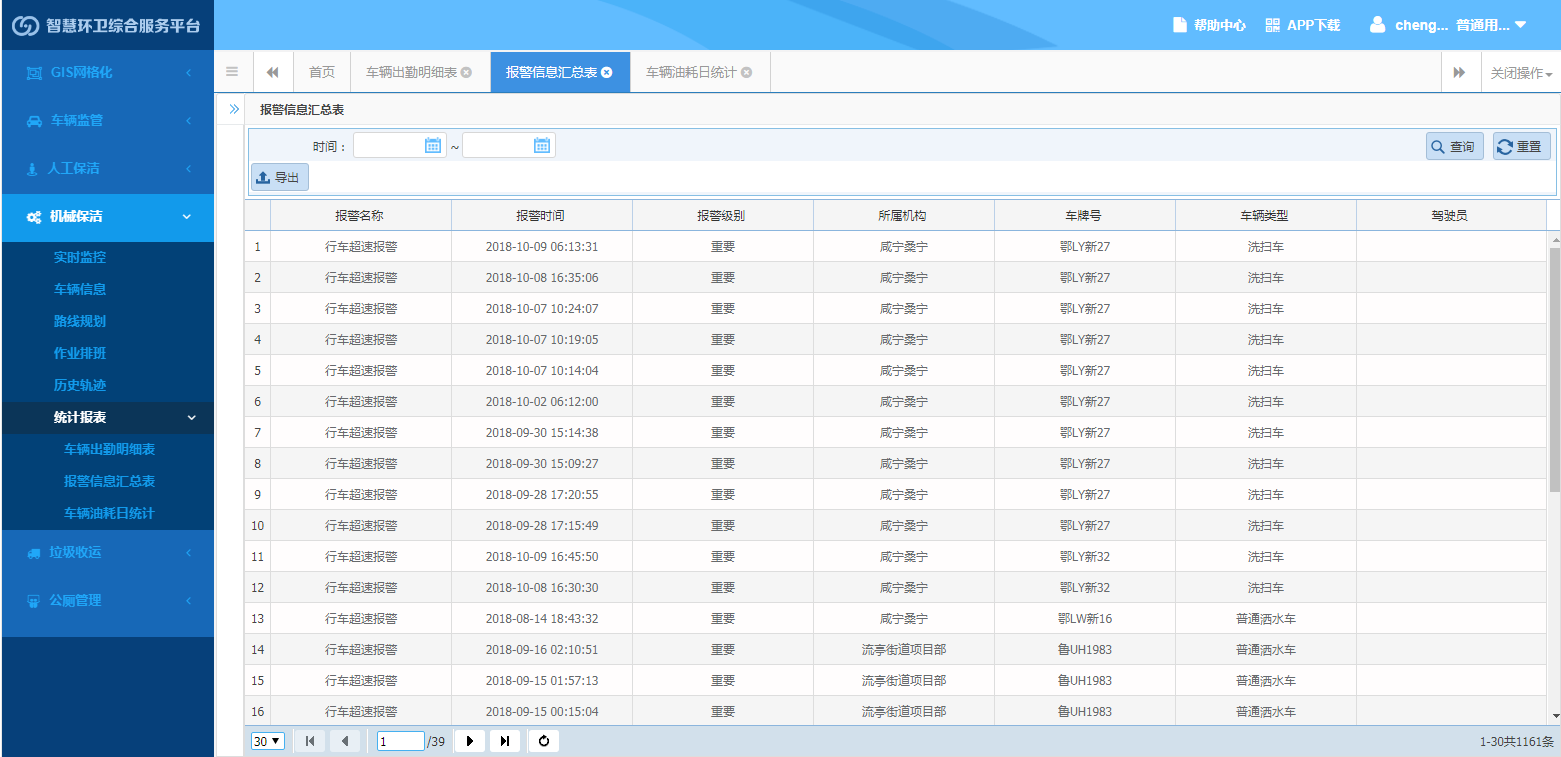 智慧环卫综合服务平台
帮助中心 APP下载 cheng... 普通用...
GIS网格化
车辆监管
人工保洁
机械保洁
实时监控
车辆信息
路线规划
作业排班
历史轨迹
统计报表
车辆出勤明细表
报警信息汇总表
车辆油耗日统计
垃圾收运
公厕管理
首页 车辆出勤明细表 报警信息汇总表 车辆油耗日统计 关闭操作
报警信息汇总表
时间： ~ 查询 重置
导出
报警名称 报警时间 报警级别 所属机构 车牌号 车辆类型 驾驶员
1 行车超速报警 2018-10-09 06:13:31 重要 咸宁桑宁 鄂LY新27 洗扫车
2 行车超速报警 2018-10-08 16:35:06 重要 咸宁桑宁 鄂LY新27 洗扫车
3 行车超速报警 2018-10-07 10:24:07 重要 咸宁桑宁 鄂LY新27 洗扫车
4 行车超速报警 2018-10-07 10:19:05 重要 咸宁桑宁 鄂LY新27 洗扫车
5 行车超速报警 2018-10-07 10:14:04 重要 咸宁桑宁 鄂LY新27 洗扫车
6 行车超速报警 2018-10-02 06:12:00 重要 咸宁桑宁 鄂LY新27 洗扫车
7 行车超速报警 2018-09-30 15:14:38 重要 咸宁桑宁 鄂LY新27 洗扫车
8 行车超速报警 2018-09-30 15:09:27 重要 咸宁桑宁 鄂LY新27 洗扫车
9 行车超速报警 2018-09-28 17:20:55 重要 咸宁桑宁 鄂LY新27 洗扫车
10 行车超速报警 2018-09-28 17:15:49 重要 咸宁桑宁 鄂LY新27 洗扫车
11 行车超速报警 2018-10-09 16:45:50 重要 咸宁桑宁 鄂LY新32 洗扫车
12 行车超速报警 2018-10-08 16:30:30 重要 咸宁桑宁 鄂LY新32 洗扫车
13 行车超速报警 2018-08-14 18:43:32 重要 咸宁桑宁 鄂LW新16 普通洒水车
14 行车超速报警 2018-09-16 02:10:51 重要 流亭街道项目部 鲁UH1983 普通洒水车
15 行车超速报警 2018-09-15 01:57:13 重要 流亭街道项目部 鲁UH1983 普通洒水车
16 行车超速报警 2018-09-15 00:15:04 重要 流亭街道项目部 鲁UH1983 普通洒水车
30 1 /39 1-30共1161条